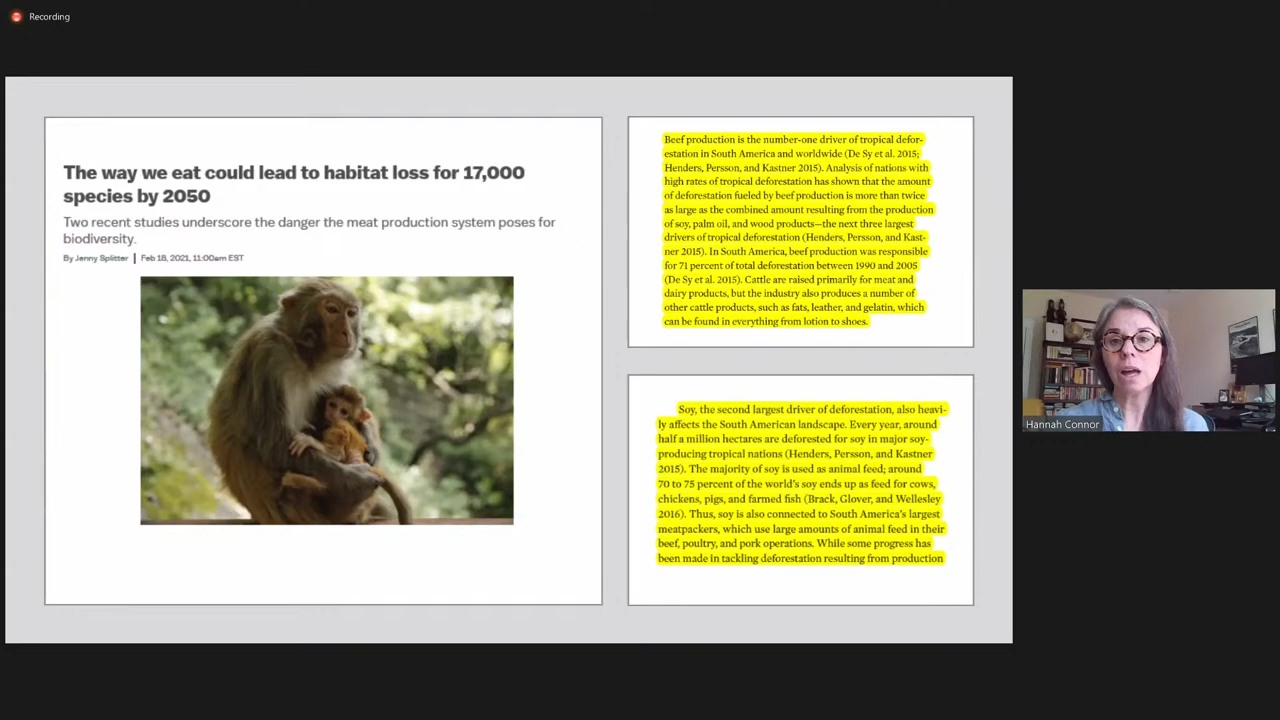 Recording
The way we eat could lead to habitat loss for 17,000
species by 2050
Two recent studies underscore the danger the meat production system poses for
biodiversity.
By Jenny Splitter | Feb 18, 2021, 11:00am EST
Beef production is the number-one driver of tropical defor-
estation in South America and worldwide (De Sy et al. 2015;
Henders, Persson, and Kastner 2015). Analysis of nations with
high rates of tropical deforestation has shown that the amount
of deforestation fueled by beef production is more than twice
as large as the combined amount resulting from the production
of soy, palm oil, and wood products—the next three largest
drivers of tropical deforestation (Henders, Persson, and Kast-
ner 2015). In South America, beef production was responsible
for 71 percent of total deforestation between 1990 and 2005
(De Sy et al. 2015). Cattle are raised primarily for meat and
dairy products, but the industry also produces a number of
other cattle products, such as fats, leather, and gelatin, which
can be found in everything from lotion to shoes.
Soy, the second largest driver of deforestation, also heavi-
ly affects the South American landscape. Every year, around
half a million hectares are deforested for soy in major soy-
producing tropical nations (Henders, Persson, and Kastner
2015). The majority of soy is used as animal feed; around
70 to 75 percent of the world's soy ends up as feed for cows,
chickens, pigs, and farmed fish (Brack, Glover, and Wellesley
2016). Thus, soy is also connected to South America's largest
meatpackers, which use large amounts of animal feed in their
beef, poultry, and pork operations. While some progress has
been made in tackling deforestation resulting from production
Hannah Connor